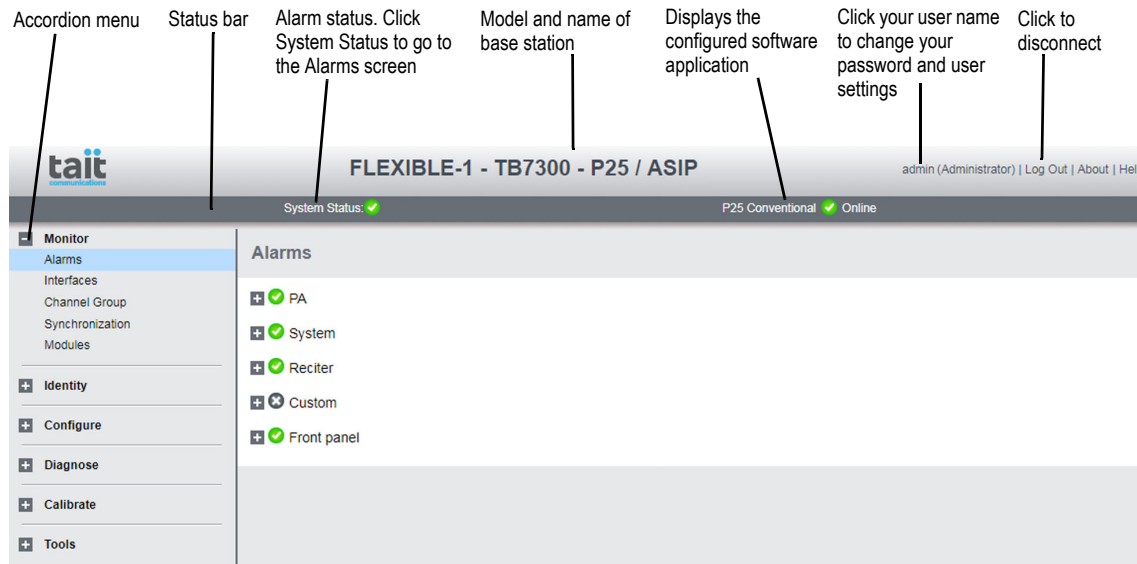 Accordion menu
Status bar
Alarm status. Click
System Status to go to
the Alarms screen
Model and name of
base station
Displays the
configured software
application
Click your user name
to change your
password and user
settings
Click to
disconnect
tait
communications
FLEXIBLE-1 - TB7300 - P25 / ASIP
admin (Administrator) | Log Out | About | Hel
System Status:
P25 Conventional Online
Monitor
Alarms
Interfaces
Channel Group
Synchronization
Modules
Identity
Configure
Diagnose
Calibrate
Tools
Alarms
PA
System
Reciter
Custom
Front panel